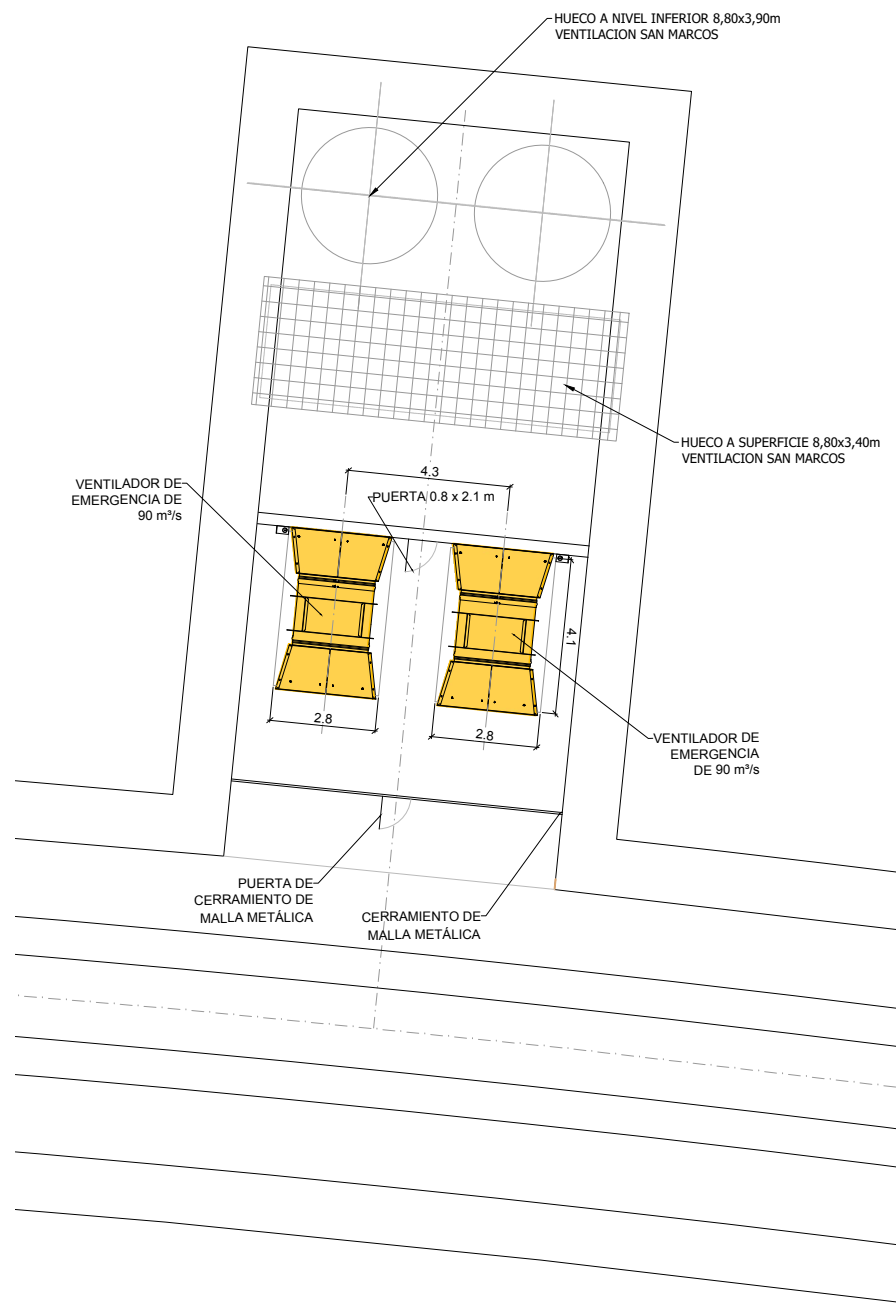 HUECO A NIVEL INFERIOR 8,80x3,90m
VENTILACION SAN MARCOS
HUECO A SUPERFICIE 8,80x3,40m
VENTILACION SAN MARCOS
4.3
VENTILADOR DE
EMERGENCIA DE
90 m³/s
PUERTA 0.8 x 2.1 m
4.1
2.8
2.8
VENTILADOR DE
EMERGENCIA
DE 90 m³/s
PUERTA DE
CERRAMIENTO DE
MALLA METÁLICA
CERRAMIENTO DE
MALLA METÁLICA